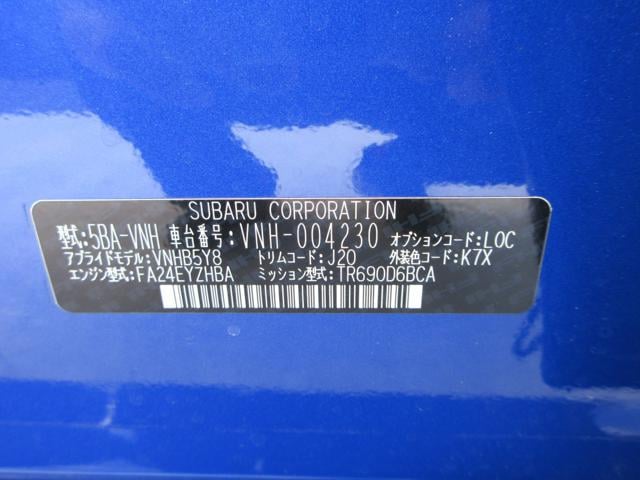 SUBARU CORPORATION
型式:5BA-VNH 車台番号:VNH-004230 オプションコード:LOC
アプライドモデル:VNHB5Y8 トリムコード:J20 外装色コード:K7X
エンジン型式:FA24EYZHBA ミッション型式:TR690D6BCA